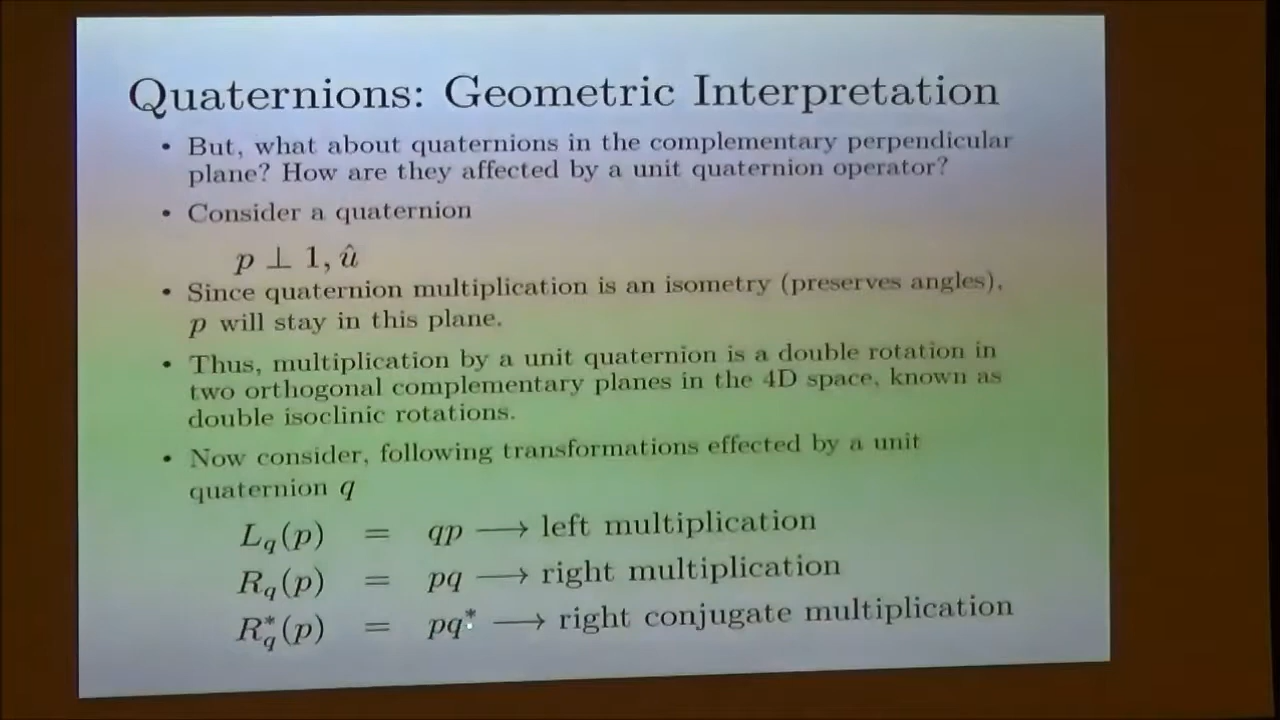 Quaternions: Geometric Interpretation
• But, what about quaternions in the complementary perpendicular
plane? How are they affected by a unit quaternion operator?
• Consider a quaternion
p ⊥ 1, û
• Since quaternion multiplication is an isometry (preserves angles),
p will stay in this plane.
• Thus, multiplication by a unit quaternion is a double rotation in
two orthogonal complementary planes in the 4D space, known as
double isoclinic rotations.
• Now consider, following transformations effected by a unit
quaternion q
L_q(p) = qp ⟶ left multiplication
R_q(p) = pq ⟶ right multiplication
R*_q(p) = pq* ⟶ right conjugate multiplication